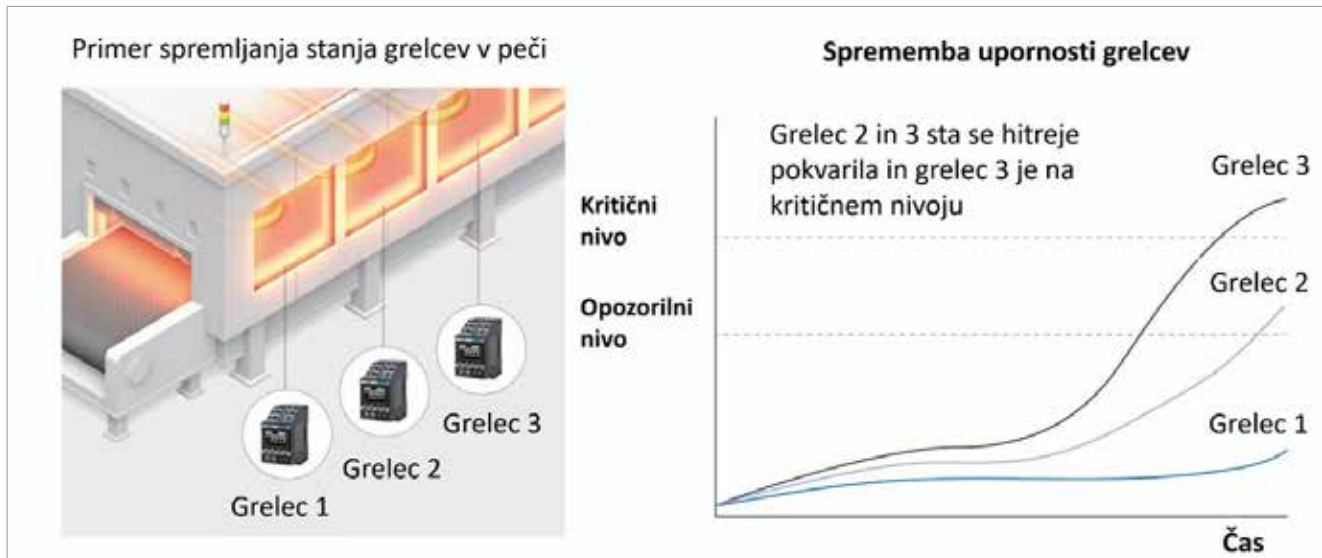 Primer spremljanja stanja grelcev v peči
Grelec 1
Grelec 2
Grelec 3
Sprememba upornosti grelcev
Kritični
nivo
Opozorilni
nivo
Grelec 2 in 3 sta se hitreje
pokvarila in grelec 3 je na
kritičnem nivoju
Grelec 3
Grelec 2
Grelec 1
Čas